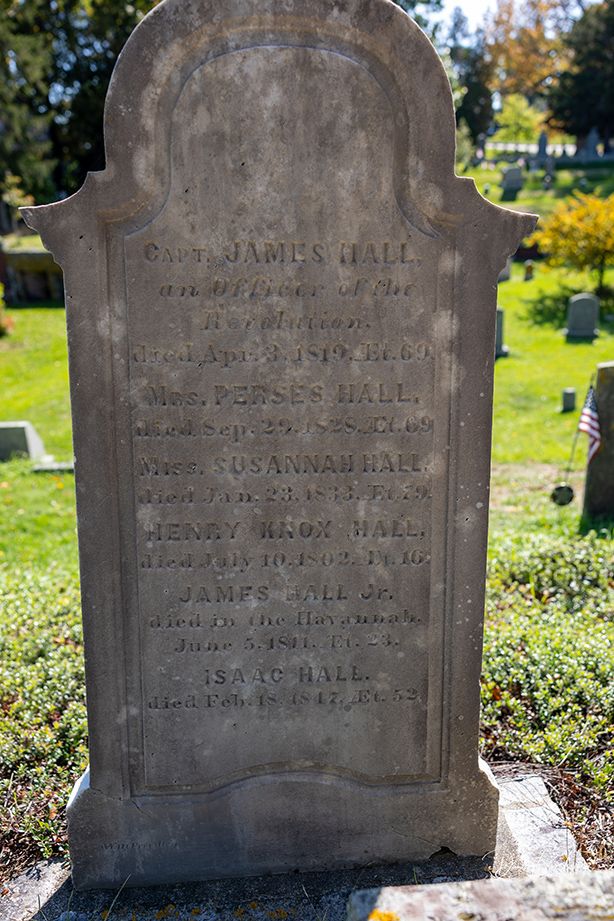 Capt. JAMES HALL,
an Officer of the
Revolution.
died Apr. 3. 1819. Æt. 69.
Mrs. PERSES HALL,
died Sep. 29. 1828. Æt. 69
Miss. SUSANNAH HALL.
died Jan. 23. 1833. Æt. 79.
HENRY KNOX HALL,
died July 10. 1802. Æt. 16.
JAMES HALL Jr.
died in the Havannah.
June 5. 1811. Æt. 23.
ISAAC HALL.
died Feb. 18. 1847. Æt. 52.